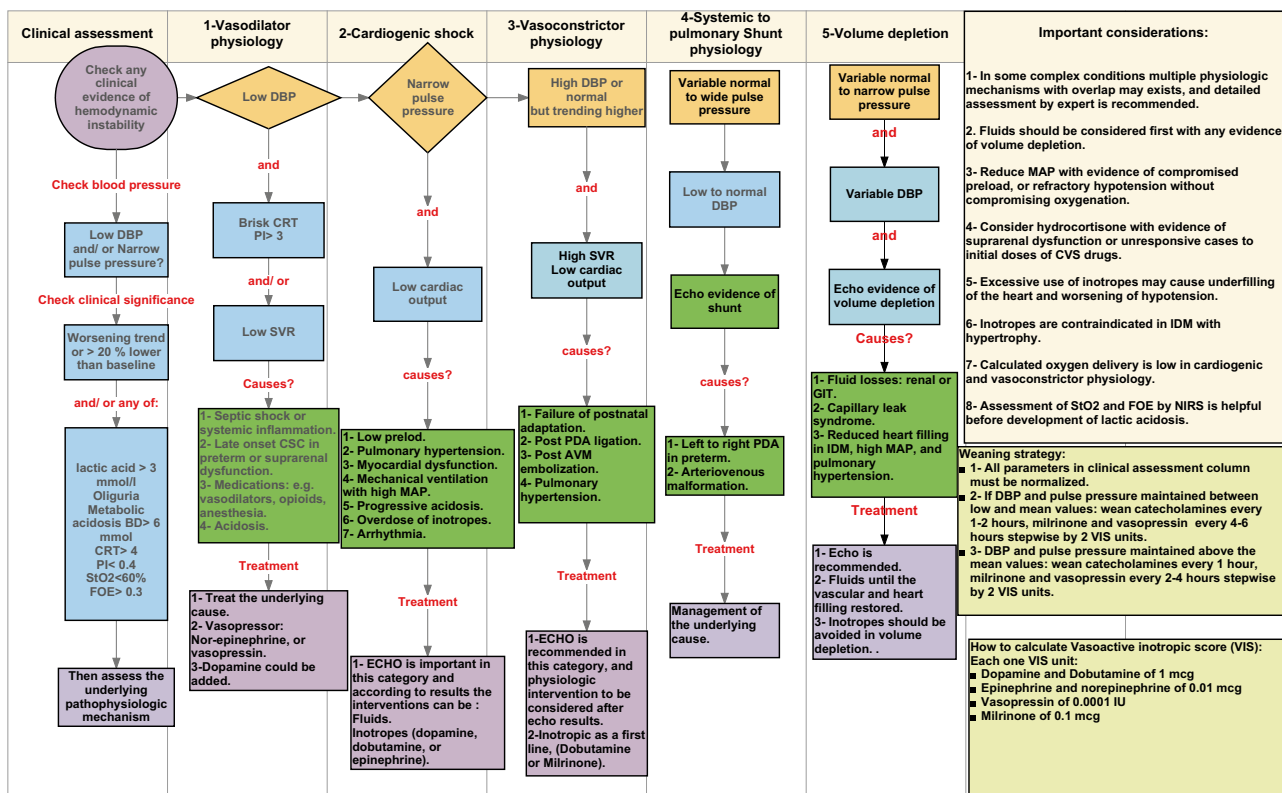 Clinical assessment
Check any
clinical
evidence of
hemodynamic
instability
Check blood pressure
Low DBP
and/ or Narrow
pulse pressure?
Check clinical significance
Worsening trend
or > 20 % lower
than baseline
and/ or any of:
lactic acid > 3
mmol/l
Oliguria
Metabolic
acidosis BD> 6
mmol
CRT> 4
PI< 0.4
StO2<60%
FOE> 0.3
Then assess the
underlying
pathophysiologic
mechanism
1-Vasodilator
physiology
Low DBP
and
Brisk CRT
PI> 3
and/ or
Low SVR
Causes?
1- Septic shock or
systemic inflammation.
2- Late onset CSC in
preterm or suprarenal
dysfunction.
3- Medications: e.g.
vasodilators, opioids,
anesthesia.
4- Acidosis.
Treatment
1- Treat the underlying
cause.
2- Vasopressor:
Nor-epinephrine, or
vasopressin.
3-Dopamine could be
added.
2-Cardiogenic shock
Narrow
pulse
pressure
and
Low cardiac
output
causes?
1- Low prelod.
2- Pulmonary hypertension.
3- Myocardial dysfunction.
4- Mechanical ventilation
with high MAP.
5- Progressive acidosis.
6- Overdose of inotropes.
7- Arrhythmia.
Treatment
1- ECHO is important in
this category and
according to results the
interventions can be :
Fluids.
Inotropes (dopamine,
dobutamine, or
epinephrine).
3-Vasoconstrictor
physiology
High DBP or
normal
but trending higher
and
High SVR
Low cardiac
output
causes?
1- Failure of postnatal
adaptation.
2- Post PDA ligation.
3- Post AVM
embolization.
4- Pulmonary
hypertension.
Treatment
1-ECHO is
recommended in
this category, and
physiologic
intervention to be
considered after
echo results.
2-Inotropic as a first
line, (Dobutamine
or Milrinone).
4-Systemic to
pulmonary Shunt
physiology
Variable normal
to wide pulse
pressure
and
Low to normal
DBP
and
Echo evidence of
shunt
causes?
1- Left to right PDA
in preterm.
2- Arteriovenous
malformation.
Treatment
Management of
the underlying
cause.
5-Volume depletion
Variable normal
to narrow pulse
pressure
and
Variable DBP
and
Echo evidence
of volume
depletion
Causes?
1- Fluid losses: renal or
GIT.
2- Capillary leak
syndrome.
3- Reduced heart filling
in IDM, high MAP, and
pulmonary
hypertension.
Treatment
1- Echo is
recommended.
2- Fluids until the
vascular and heart
filling restored.
3- Inotropes should be
avoided in volume
depletion. .
Important considerations:
1- In some complex conditions multiple physiologic
mechanisms with overlap may exists, and detailed
assessment by expert is recommended.
2. Fluids should be considered first with any evidence
of volume depletion.
3- Reduce MAP with evidence of compromised
preload, or refractory hypotension without
compromising oxygenation.
4- Consider hydrocortisone with evidence of
suprarenal dysfunction or unresponsive cases to
initial doses of CVS drugs.
5- Excessive use of inotropes may cause underfilling
of the heart and worsening of hypotension.
6- Inotropes are contraindicated in IDM with
hypertrophy.
7- Calculated oxygen delivery is low in cardiogenic
and vasoconstrictor physiology.
8- Assessment of StO2 and FOE by NIRS is helpful
before development of lactic acidosis.
Weaning strategy:
1- All parameters in clinical assessment column
must be normalized.
2- If DBP and pulse pressure maintained between
low and mean values: wean catecholamines every
1-2 hours, milrinone and vasopressin every 4-6
hours stepwise by 2 VIS units.
3- DBP and pulse pressure maintained above the
mean values: wean catecholamines every 1 hour,
milrinone and vasopressin every 2-4 hours stepwise
by 2 VIS units.
How to calculate Vasoactive inotropic score (VIS):
Each one VIS unit:
Dopamine and Dobutamine of 1 mcg
Epinephrine and norepinephrine of 0.01 mcg
Vasopressin of 0.0001 IU
Milrinone of 0.1 mcg